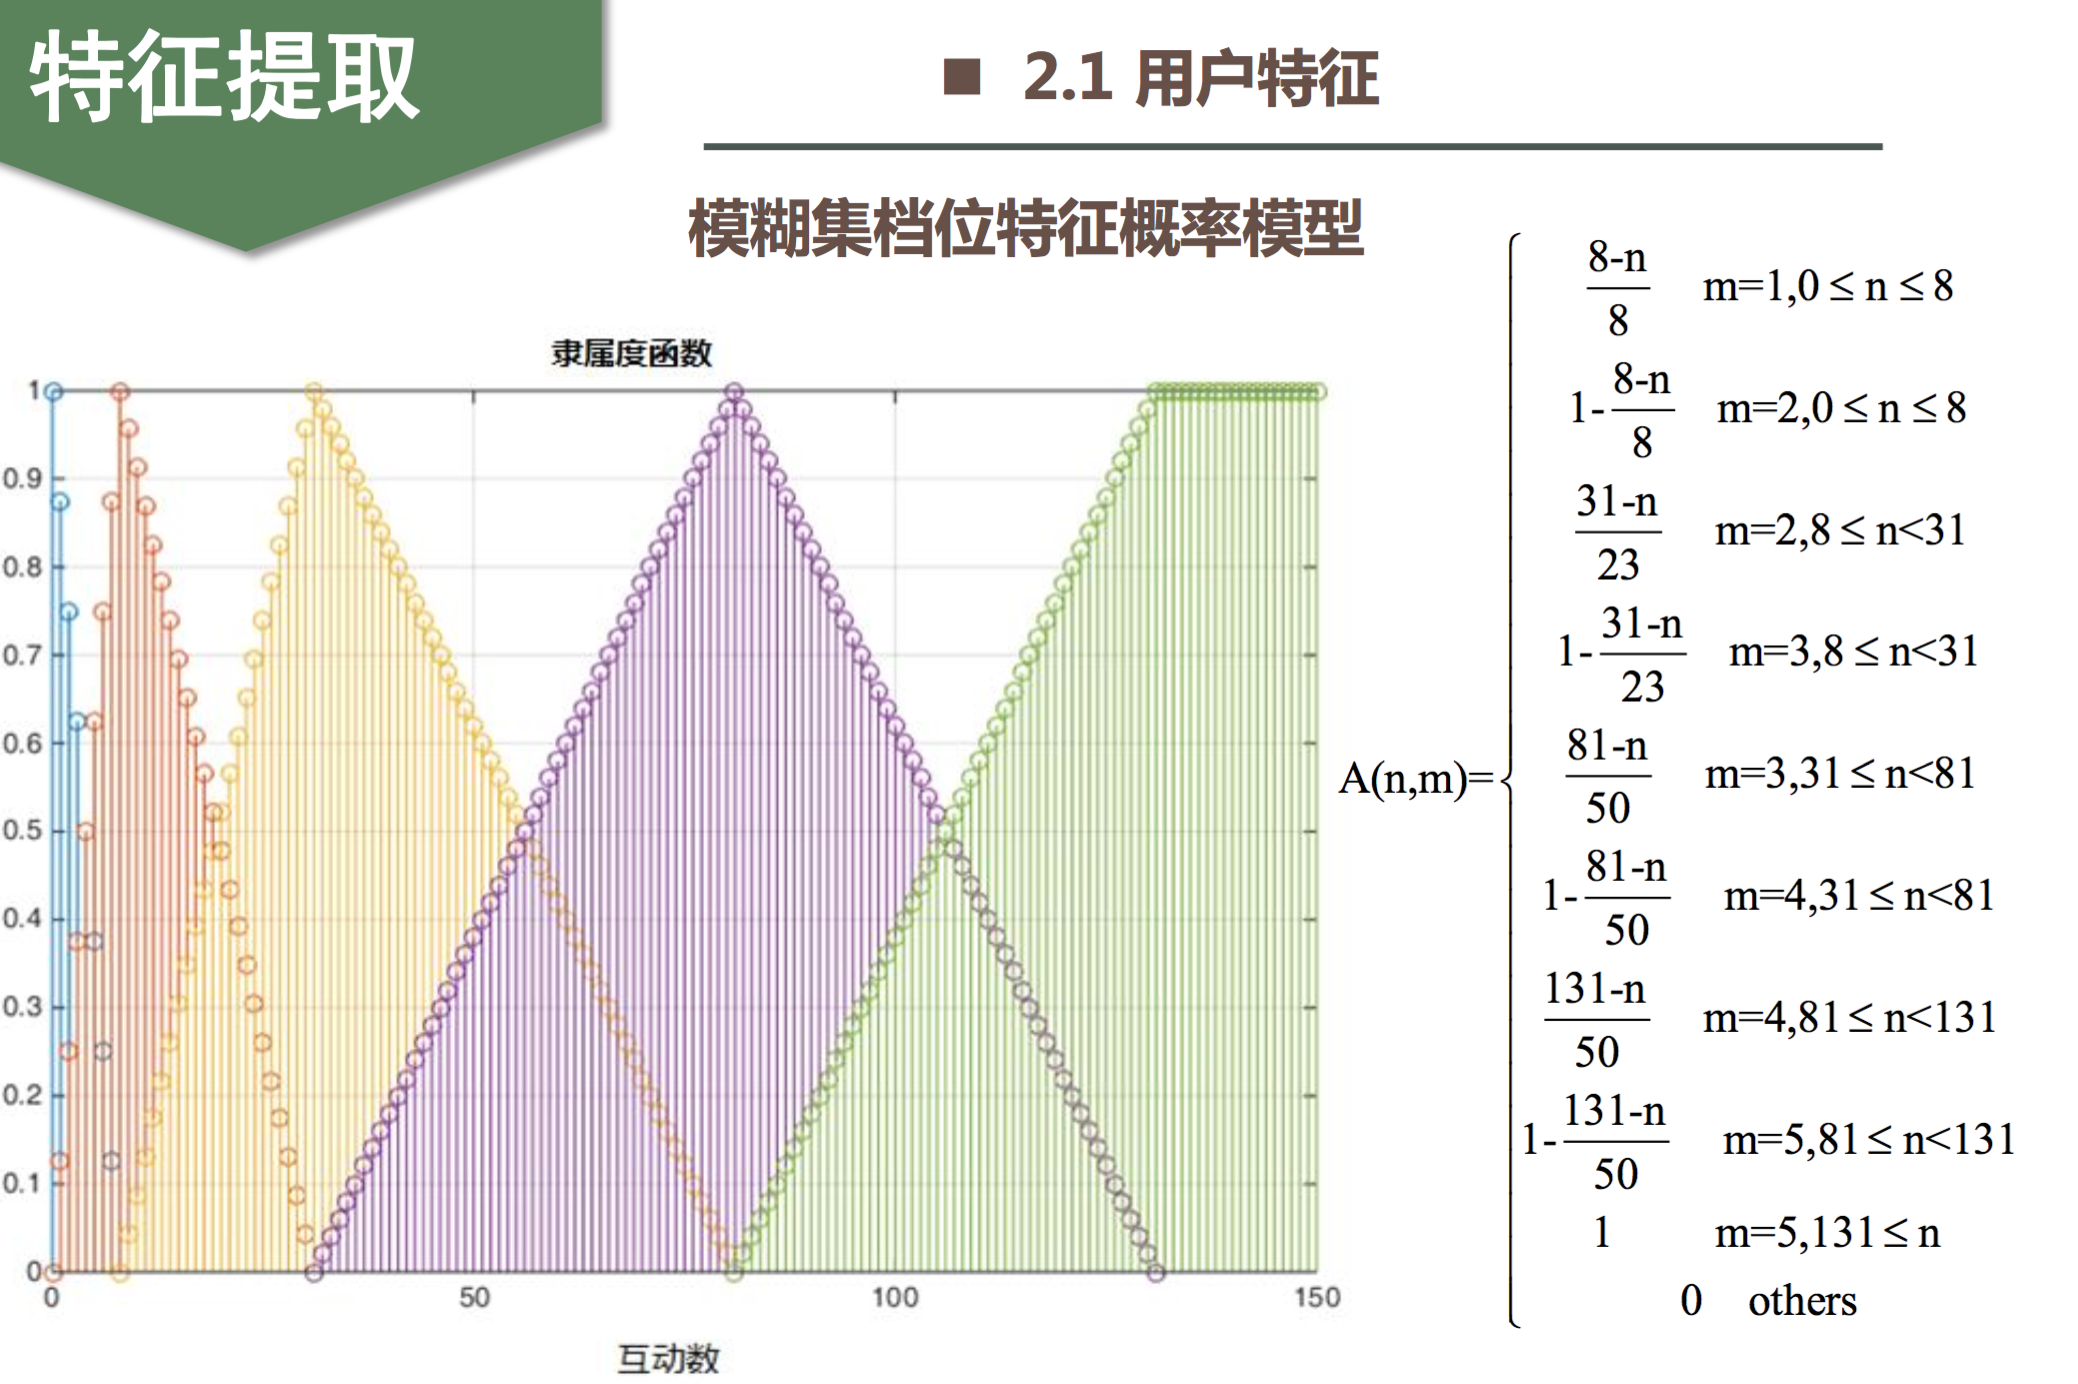 特征提取
■ 2.1 用户特征
模糊集档位特征概率模型
隶属度函数
1
0.9
0.8
0.7
0.6
0.5
0.4
0.3
0.2
0.1
0
0 50 100 150
互动数
A(n,m)=
8-n
8
m=1,0 ≤ n ≤ 8
1-
8-n
8
m=2,0 ≤ n ≤ 8
31-n
23
m=2,8 ≤ n<31
1-
31-n
23
m=3,8 ≤ n<31
81-n
50
m=3,31 ≤ n<81
1-
81-n
50
m=4,31 ≤ n<81
131-n
50
m=4,81 ≤ n<131
1-
131-n
50
m=5,81 ≤ n<131
1 m=5,131 ≤ n
0 others